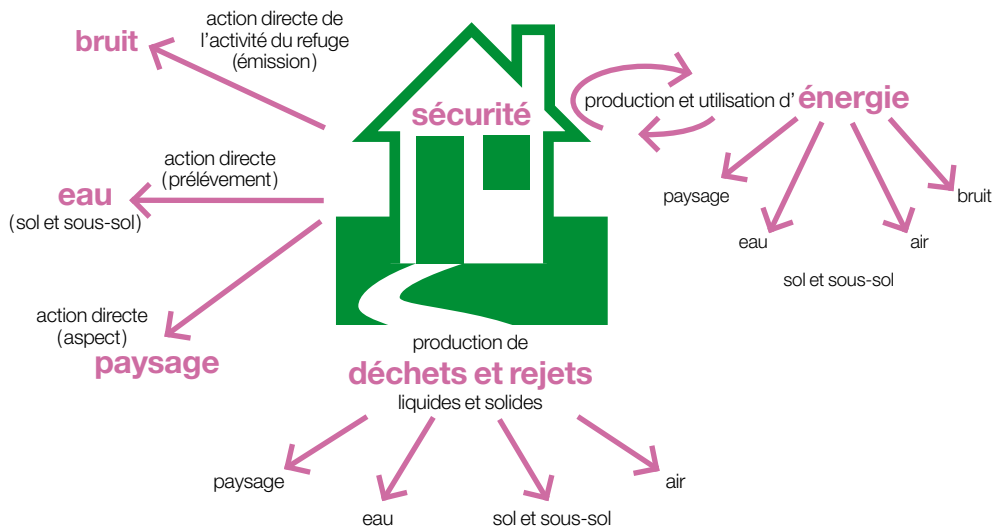 action directe de
l'activité du refuge
(émission)
bruit
sécurité
production et utilisation d' énergie
action directe
(prélévement)
eau
(sol et sous-sol)
paysage
bruit
eau
air
sol et sous-sol
action directe
(aspect)
paysage
production de
déchets et rejets
liquides et solides
paysage
eau
sol et sous-sol
air